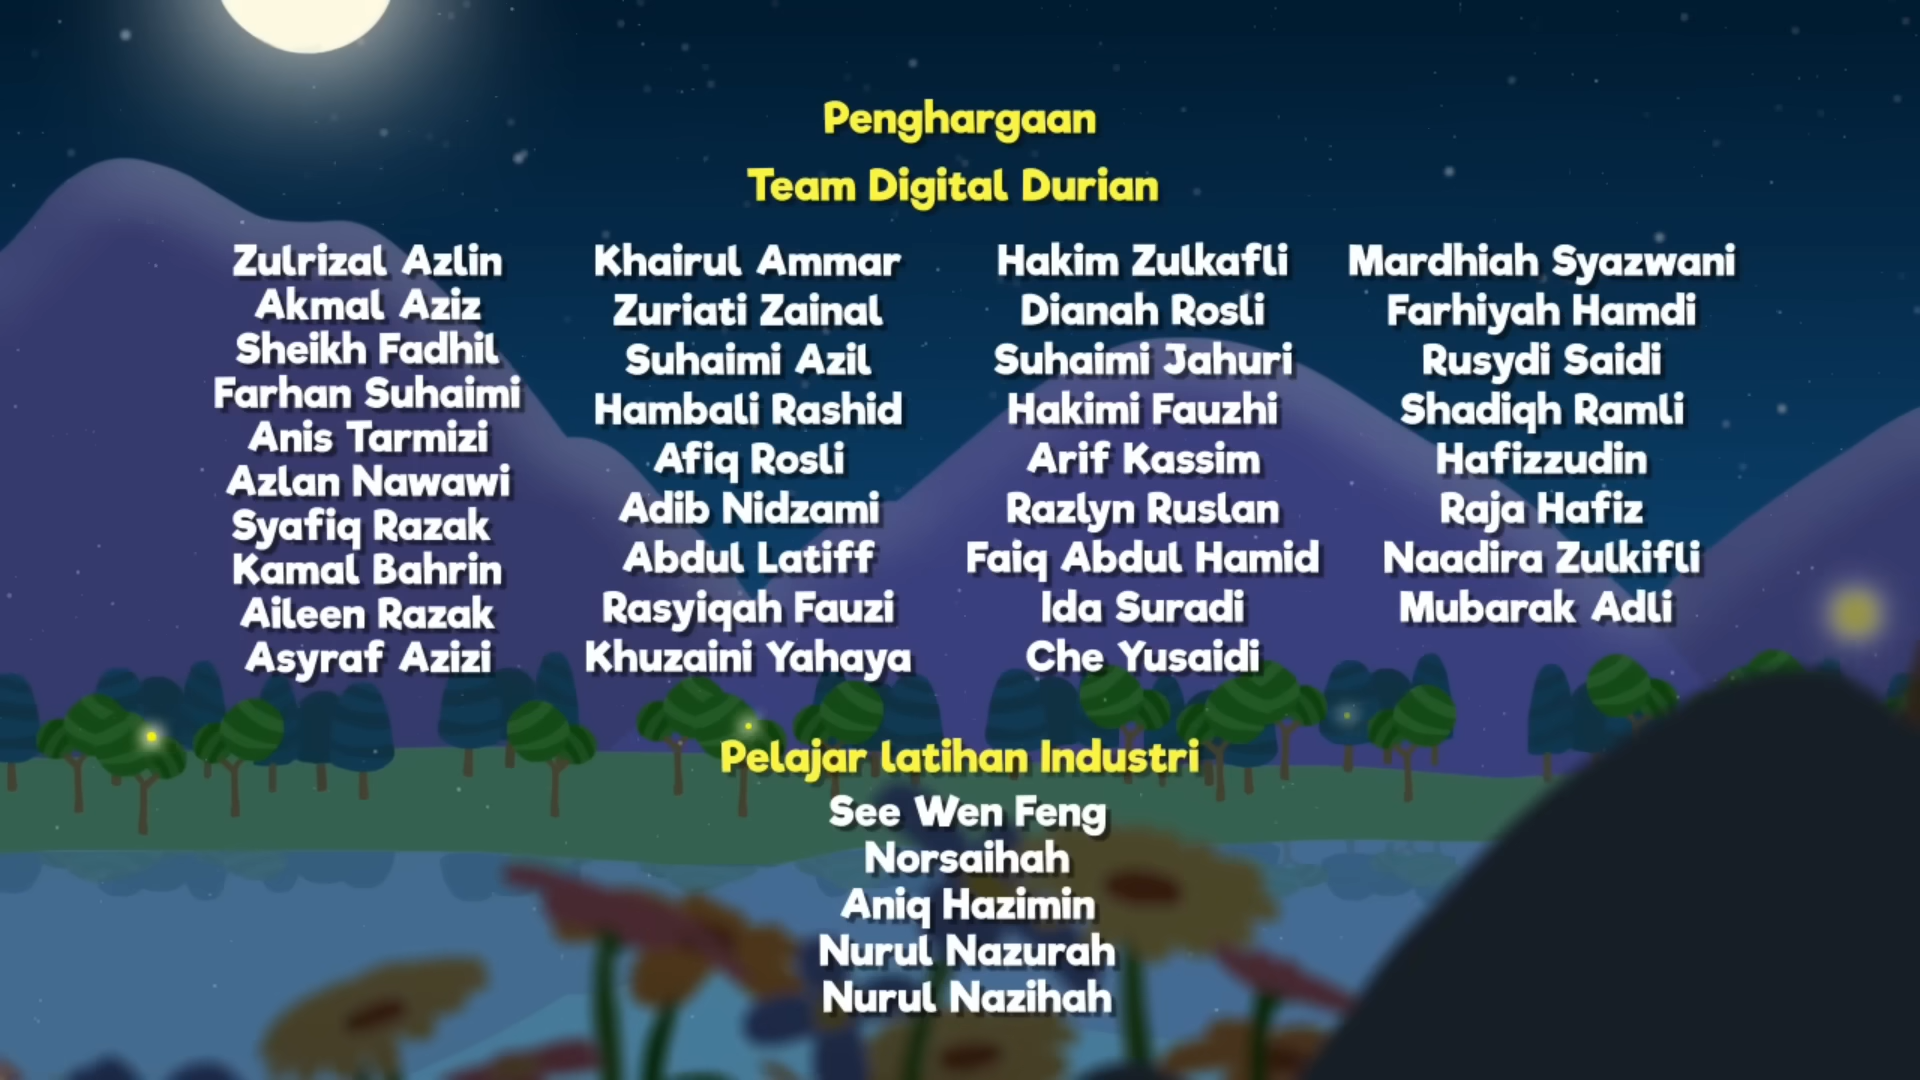 Penghargaan
Team Digital Durian
Zulrizal Azlin
Akmal Aziz
Sheikh Fadhil
Farhan Suhaimi
Anis Tarmizi
Azlan Nawawi
Syafiq Razak
Kamal Bahrin
Aileen Razak
Asyraf Azizi
Khairul Ammar
Zuriati Zainal
Suhaimi Azil
Hambali Rashid
Afiq Rosli
Adib Nidzami
Abdul Latiff
Rasyiqah Fauzi
Khuzaini Yahaya
Hakim Zulkafli
Dianah Rosli
Suhaimi Jahuri
Hakimi Fauzhi
Arif Kassim
Razlyn Ruslan
Faiq Abdul Hamid
Ida Suradi
Che Yusaidi
Mardhiah Syazwani
Farhiyah Hamdi
Rusydi Saidi
Shadiqh Ramli
Hafizzudin
Raja Hafiz
Naadira Zulkifli
Mubarak Adli
Pelajar latihan Industri
See Wen Feng
Norsaihah
Aniq Hazimin
Nurul Nazurah
Nurul Nazihah